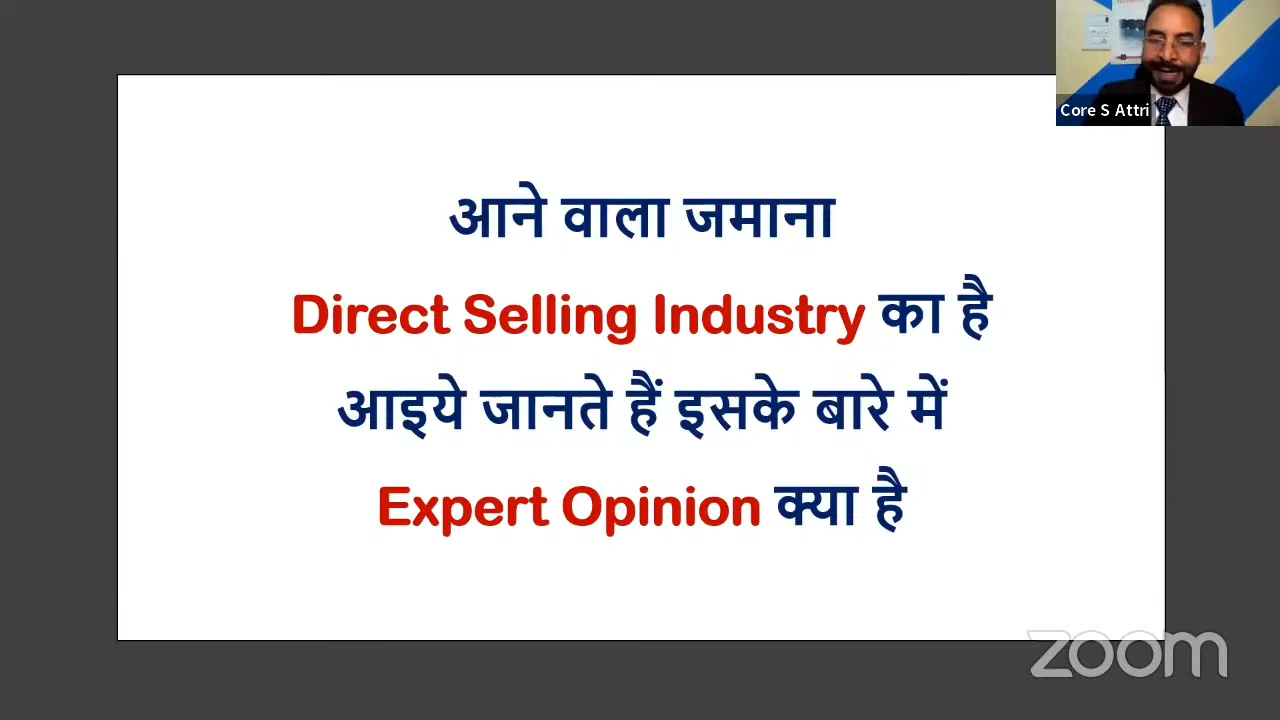 Core S Attri
आने वाला जमाना
Direct Selling Industry का है
आइये जानते हैं इसके बारे में
Expert Opinion क्या है
zoom